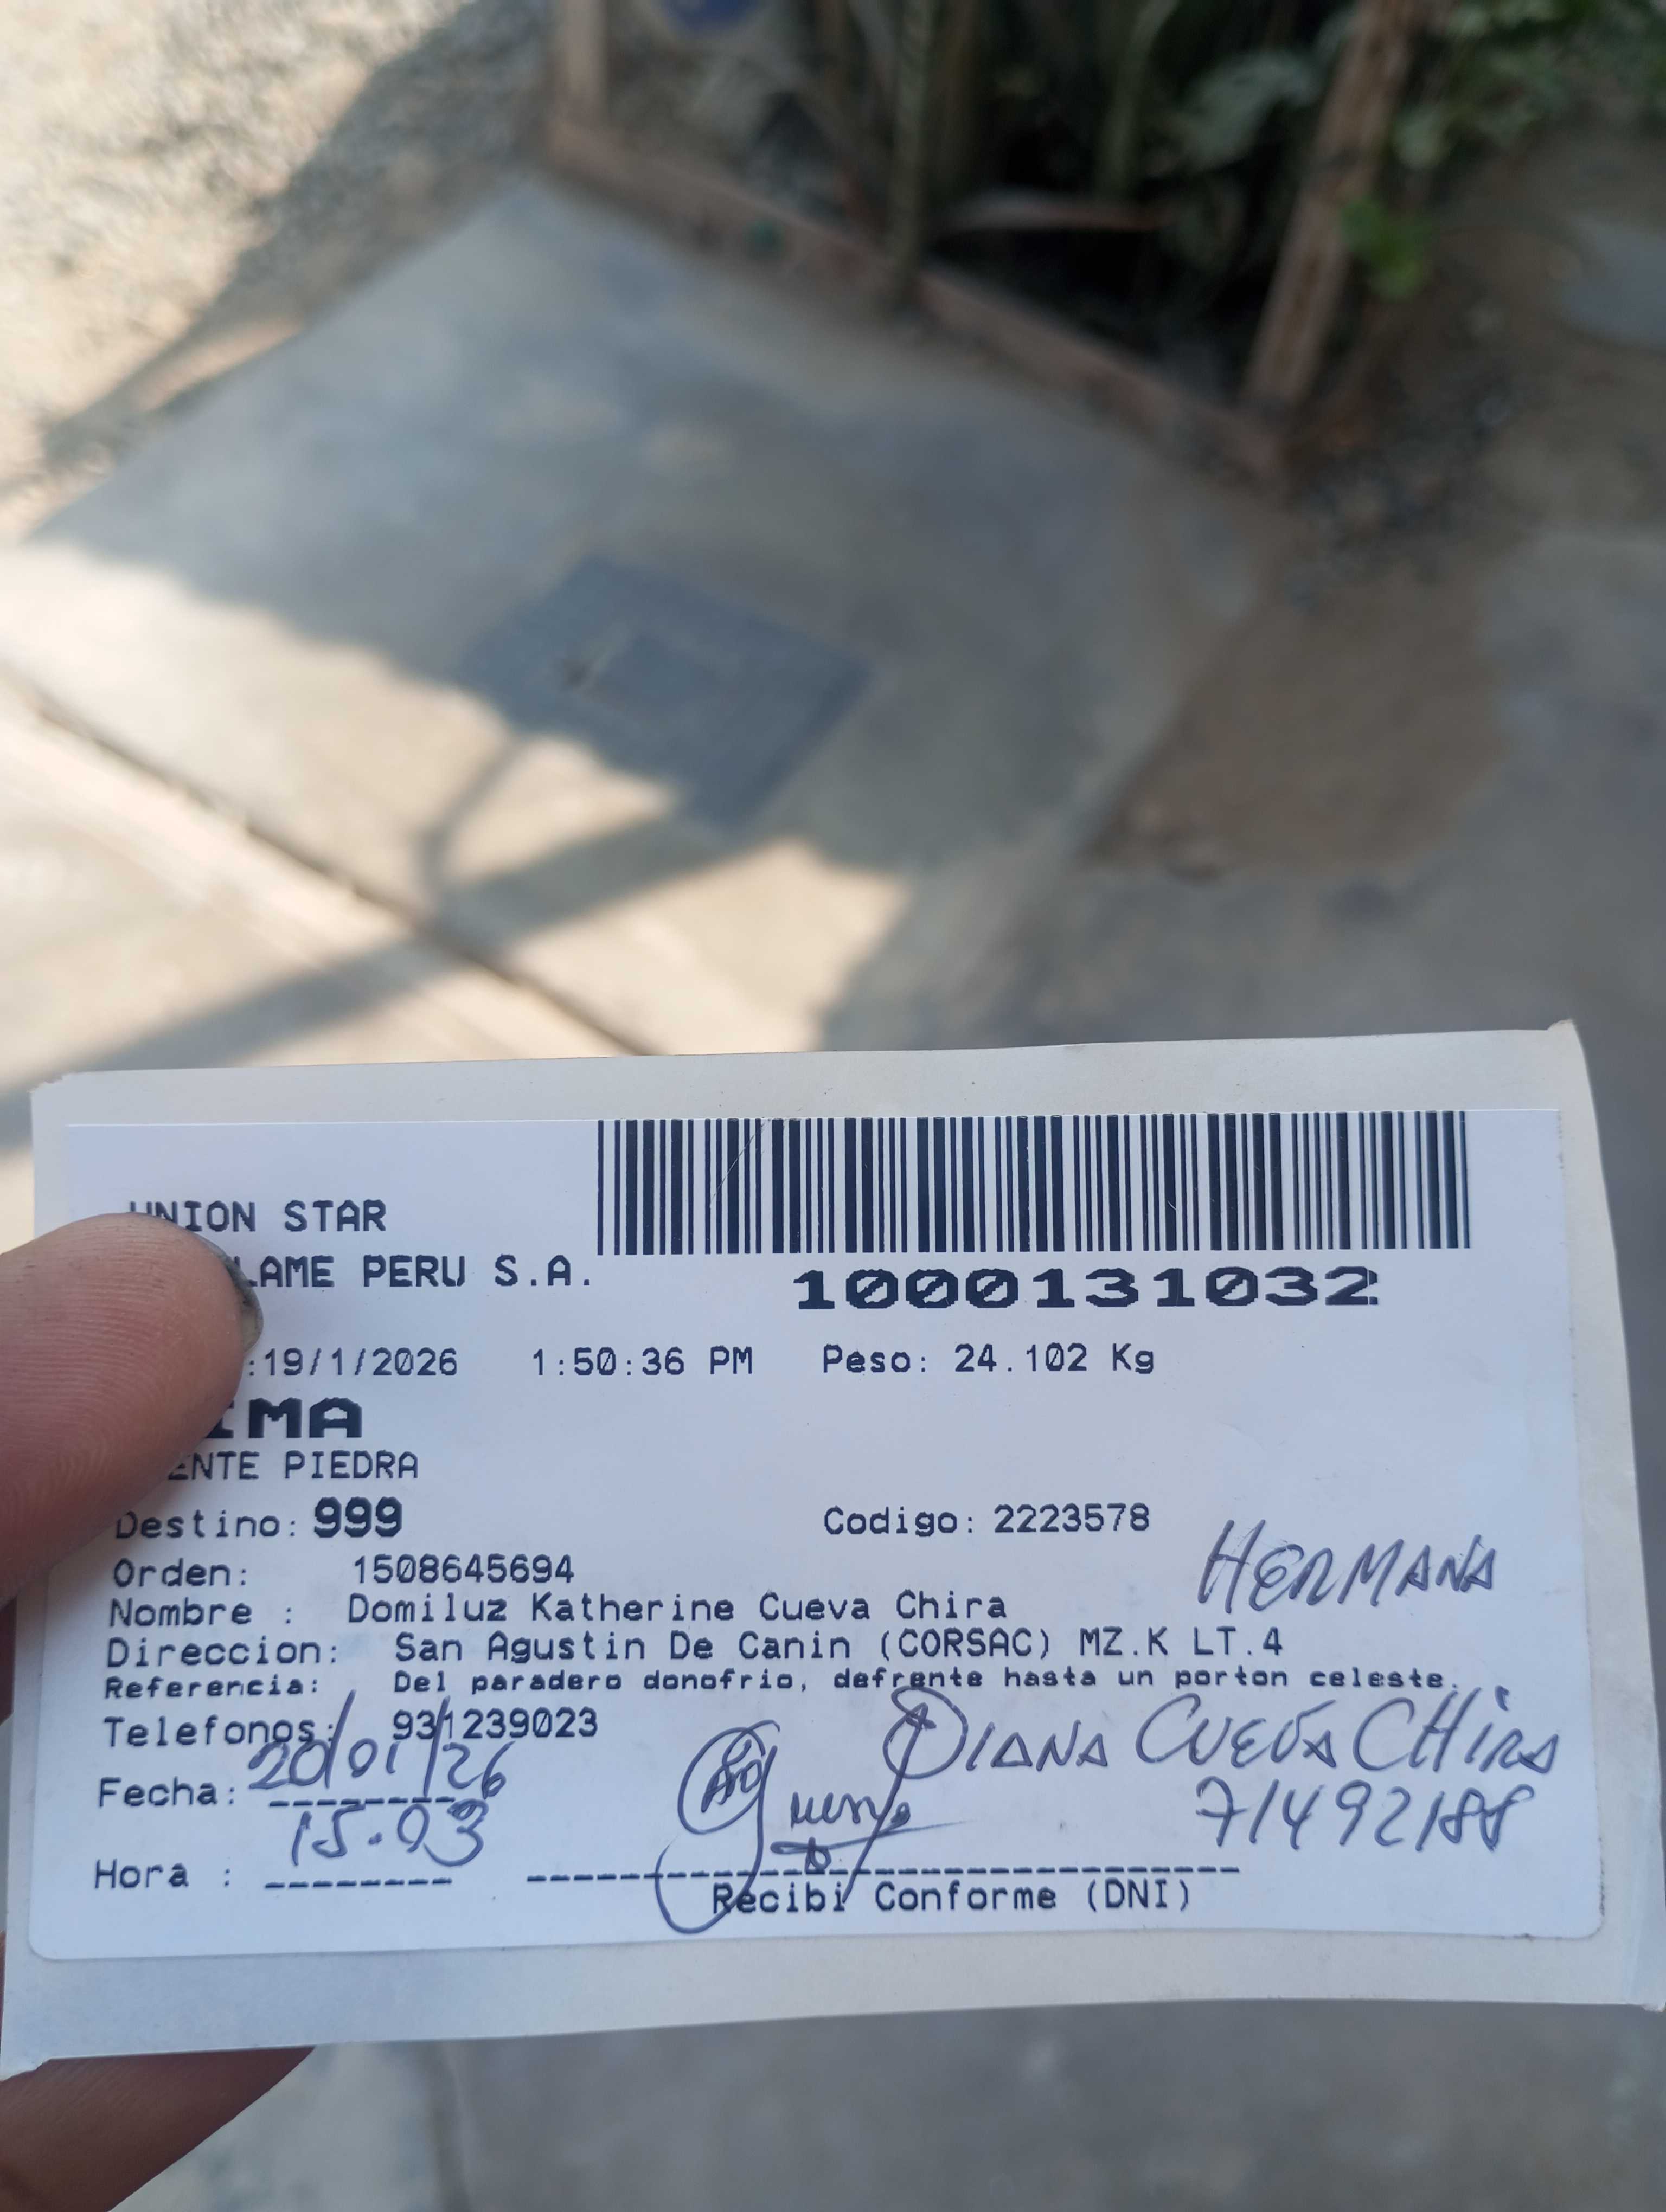 UNION STAR
LAME PERU S.A.
1000131032
:19/1/2026 1:50:36 PM Peso: 24.102 Kg
IMA
ENTE PIEDRA
Destino: 999 Codigo: 2223578
HERMANA
Orden: 1508645694
Nombre : Domiluz Katherine Cueva Chira
Direccion: San Agustin De Canin (CORSAC) MZ.K LT.4
Referencia: Del paradero donofrio, defrente hasta un porton celeste.
Telefonos: 931239023
DIANA CUEVA CHIRA
Fecha: 20/01/26
71492188
Hora : 15.03
Recibi Conforme (DNI)